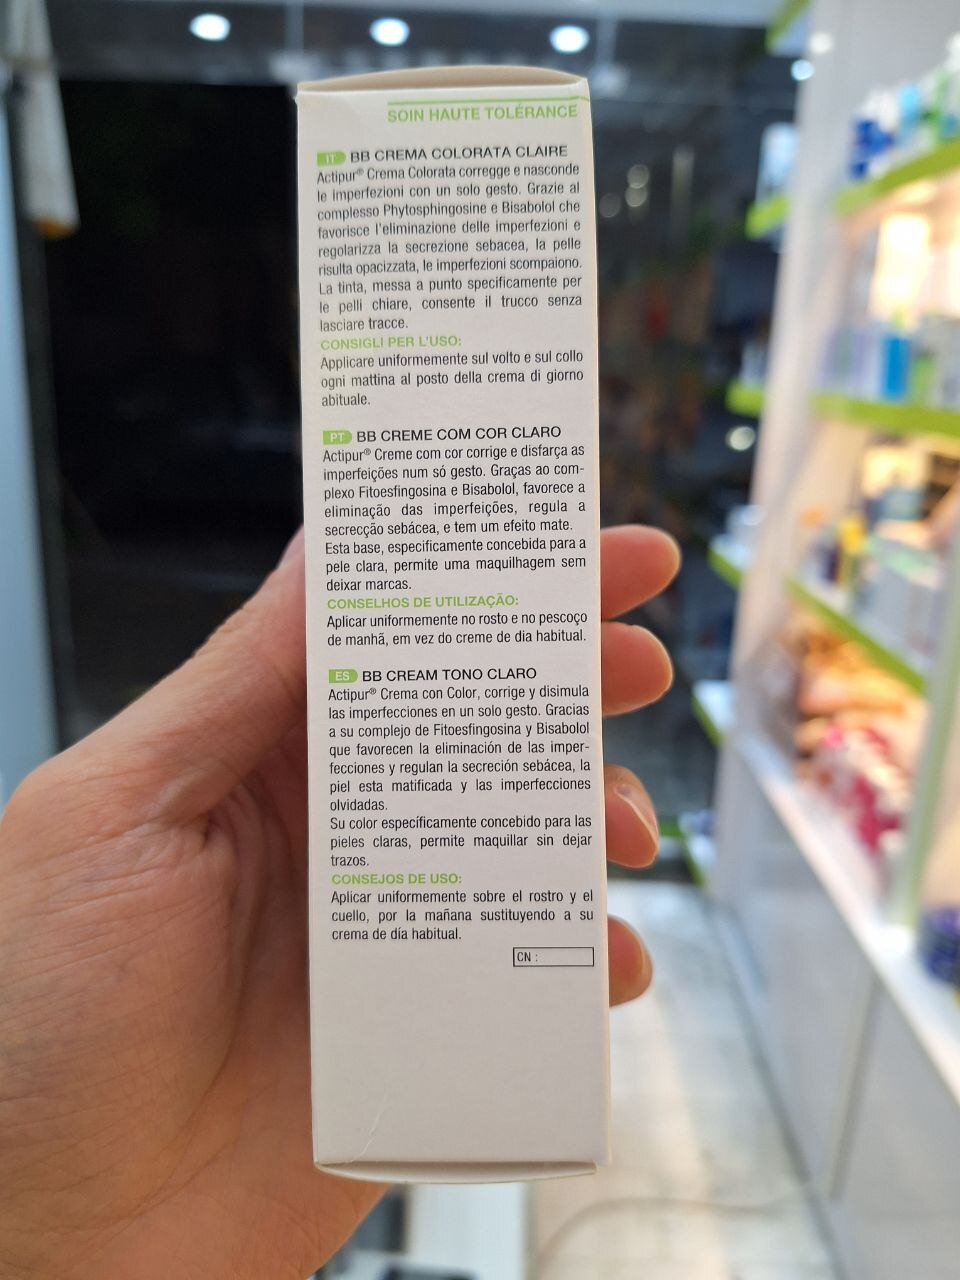 SOIN HAUTE TOLÉRANCE
IT BB CREMA COLORATA CLAIRE
Actipur® Crema Colorata corregge e nasconde
le imperfezioni con un solo gesto. Grazie al
complesso Phytosphingosine e Bisabolol che
favorisce l'eliminazione delle imperfezioni e
regolarizza la secrezione sebacea, la pelle
risulta opacizzata, le imperfezioni scompaiono.
La tinta, messa a punto specificamente per
le pelli chiare, consente il trucco senza
lasciare tracce.
CONSIGLI PER L'USO:
Applicare uniformemente sul volto e sul collo
ogni mattina al posto della crema di giorno
abituale.
PT BB CREME COM COR CLARO
Actipur® Creme com cor corrige e disfarça as
imperfeições num só gesto. Graças ao com-
plexo Fitoesfingosina e Bisabolol, favorece a
eliminação das imperfeições, regula a
secrecção sebácea, e tem um efeito mate.
Esta base, especificamente concebida para a
pele clara, permite uma maquilhagem sem
deixar marcas.
CONSELHOS DE UTILIZAÇÃO:
Aplicar uniformemente no rosto e no pescoço
de manhã, em vez do creme de dia habitual.
ES BB CREAM TONO CLARO
Actipur® Crema con Color, corrige y disimula
las imperfecciones en un solo gesto. Gracias
a su complejo de Fitoesfingosina y Bisabolol
que favorecen la eliminación de las imper-
fecciones y regulan la secreción sebácea, la
piel esta matificada y las imperfecciones
olvidadas.
Su color específicamente concebido para las
pieles claras, permite maquillar sin dejar
trazos.
CONSEJOS DE USO:
Aplicar uniformemente sobre el rostro y el
cuello, por la mañana sustituyendo a su
crema de día habitual.
CN :